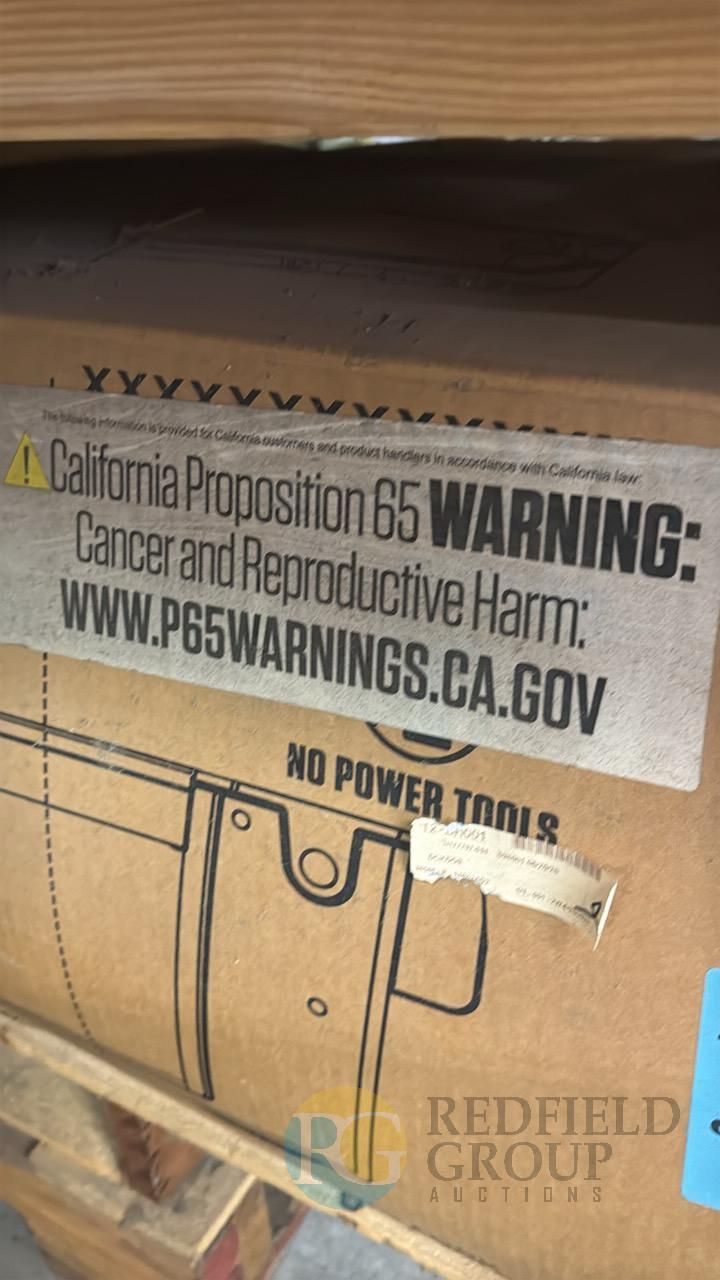 XXXXXXXXXXXXX
The following information is provided for California customers and product handlers in accordance with California law:
California Proposition 65 WARNING:
Cancer and Reproductive Harm:
WWW.P65WARNINGS.CA.GOV
NO POWER TOOLS
RG
REDFIELD
GROUP
AUCTIONS